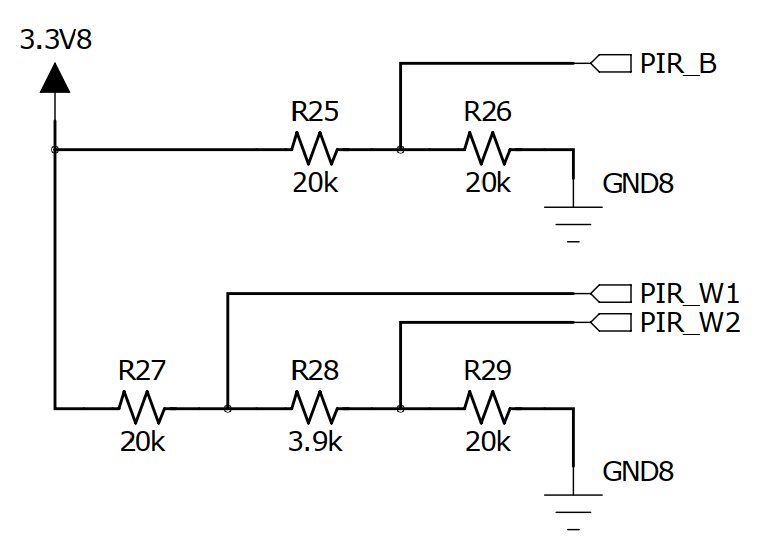 3.3V8
PIR_B
R25
R26
20k
20k
GND8
PIR_W1
PIR_W2
R27
R28
R29
20k
3.9k
20k
GND8